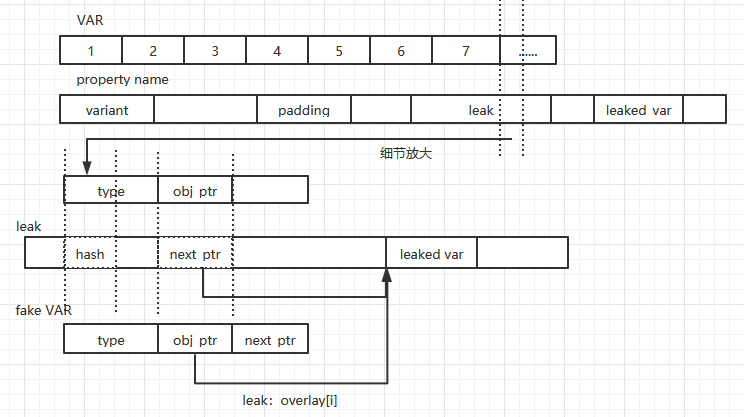 VAR
1 2 3 4 5 6 7 ......
property name
variant padding leak leaked var
细节放大
type obj ptr
leak
hash next ptr leaked var
fake VAR
type obj ptr next ptr
leak: overlay[i]